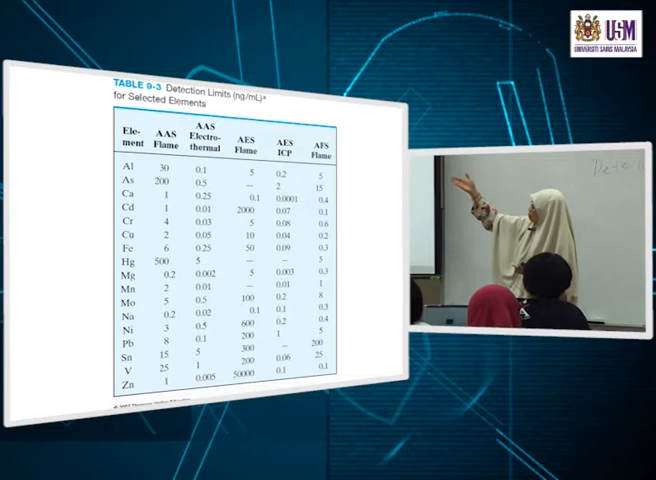 USM
UNIVERSITI SAINS MALAYSIA
TABLE 9-3 Detection Limits (ng/mL)ᵃ
for Selected Elements
Ele-ment AAS Flame AAS Electro-thermal AES Flame AES ICP AFS Flame
Al 30 0.1 5 0.2 5
As 200 0.5 — 2 15
Ca 1 0.25 0.1 0.0001 0.4
Cd 1 0.01 2000 0.07 0.1
Cr 4 0.03 5 0.08 0.6
Cu 2 0.05 10 0.04 0.2
Fe 6 0.25 50 0.09 0.3
Hg 500 5 — — 5
Mg 0.2 0.002 5 0.003 0.3
Mn 2 0.01 — 0.01 1
Mo 5 0.5 100 0.2 8
Na 0.2 0.02 0.1 0.1 0.3
Ni 3 0.5 600 0.2 0.4
Pb 8 0.1 200 1 5
Sn 15 5 300 — 200
V 25 1 200 0.06 25
Zn 1 0.005 50000 0.1 0.1